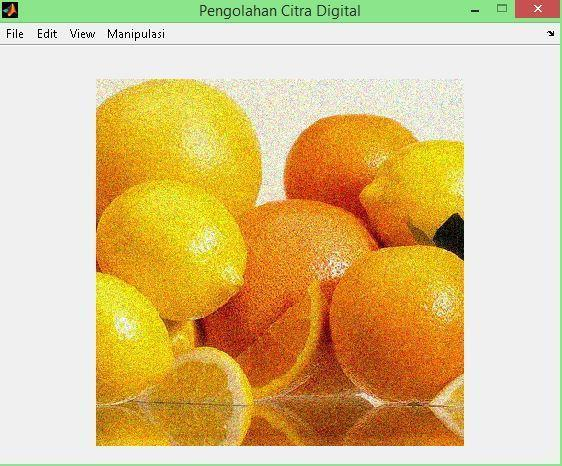 Pengolahan Citra Digital
File Edit View Manipulasi